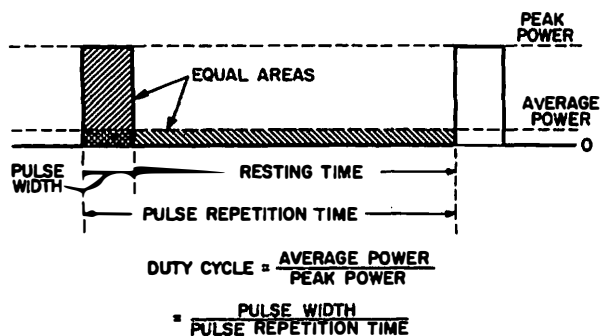 PEAK
POWER
EQUAL AREAS
AVERAGE
POWER
0
PULSE
WIDTH
RESTING TIME
PULSE REPETITION TIME
DUTY CYCLE = AVERAGE POWER
PEAK POWER
= PULSE WIDTH
PULSE REPETITION TIME